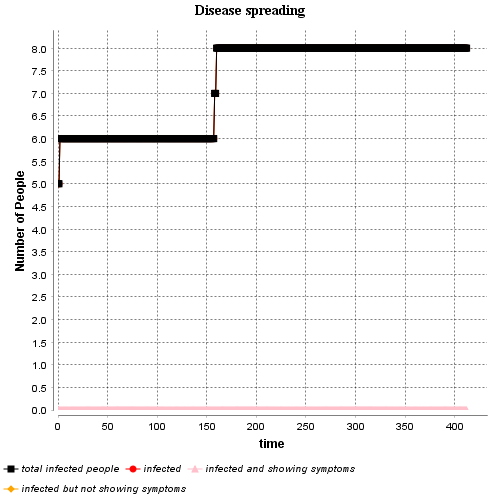 Disease spreading
8.0
7.5
7.0
6.5
6.0
5.5
5.0
4.5
4.0
3.5
3.0
2.5
2.0
1.5
1.0
0.5
0.0
Number of People
0 50 100 150 200 250 300 350 400
time
total infected people infected infected and showing symptoms
infected but not showing symptoms